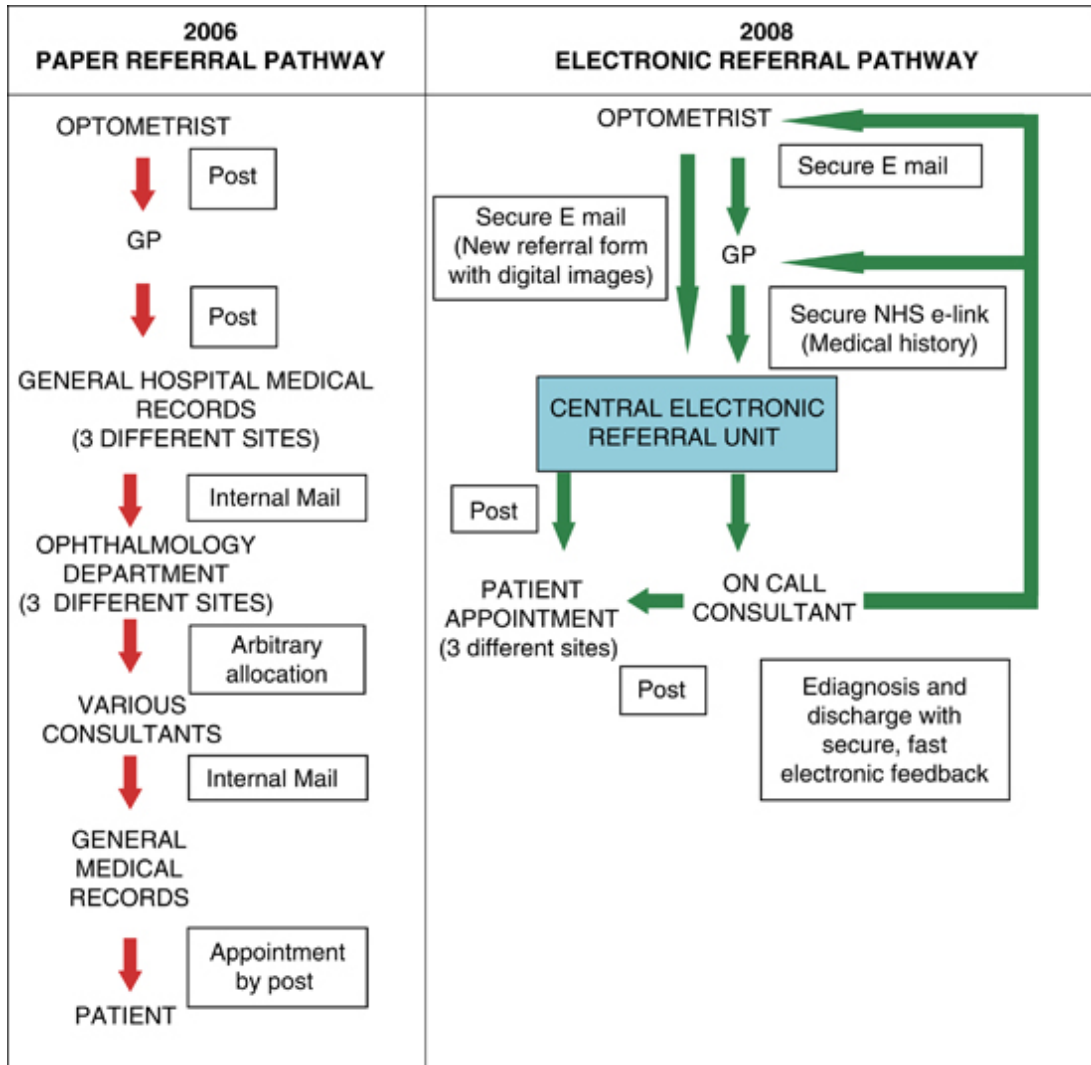 2006
PAPER REFERRAL PATHWAY
OPTOMETRIST
Post
GP
Post
GENERAL HOSPITAL MEDICAL
RECORDS
(3 DIFFERENT SITES)
Internal Mail
OPHTHALMOLOGY
DEPARTMENT
(3 DIFFERENT SITES)
Arbitrary
allocation
VARIOUS
CONSULTANTS
Internal Mail
GENERAL
MEDICAL
RECORDS
Appointment
by post
PATIENT
2008
ELECTRONIC REFERRAL PATHWAY
OPTOMETRIST
Secure E mail
Secure E mail
(New referral form
with digital images)
GP
Secure NHS e-link
(Medical history)
CENTRAL ELECTRONIC
REFERRAL UNIT
Post
PATIENT
APPOINTMENT
(3 different sites)
ON CALL
CONSULTANT
Post
Ediagnosis and
discharge with
secure, fast
electronic feedback